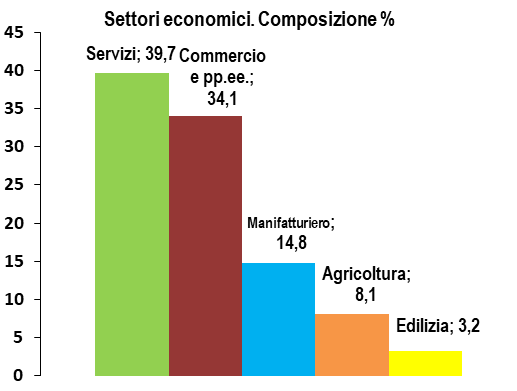 Settori economici. Composizione %
45
40
35
30
25
20
15
10
5
0
Servizi; 39,7
Commercio
e pp.ee.;
34,1
Manifatturiero;
14,8
Agricoltura;
8,1
Edilizia; 3,2